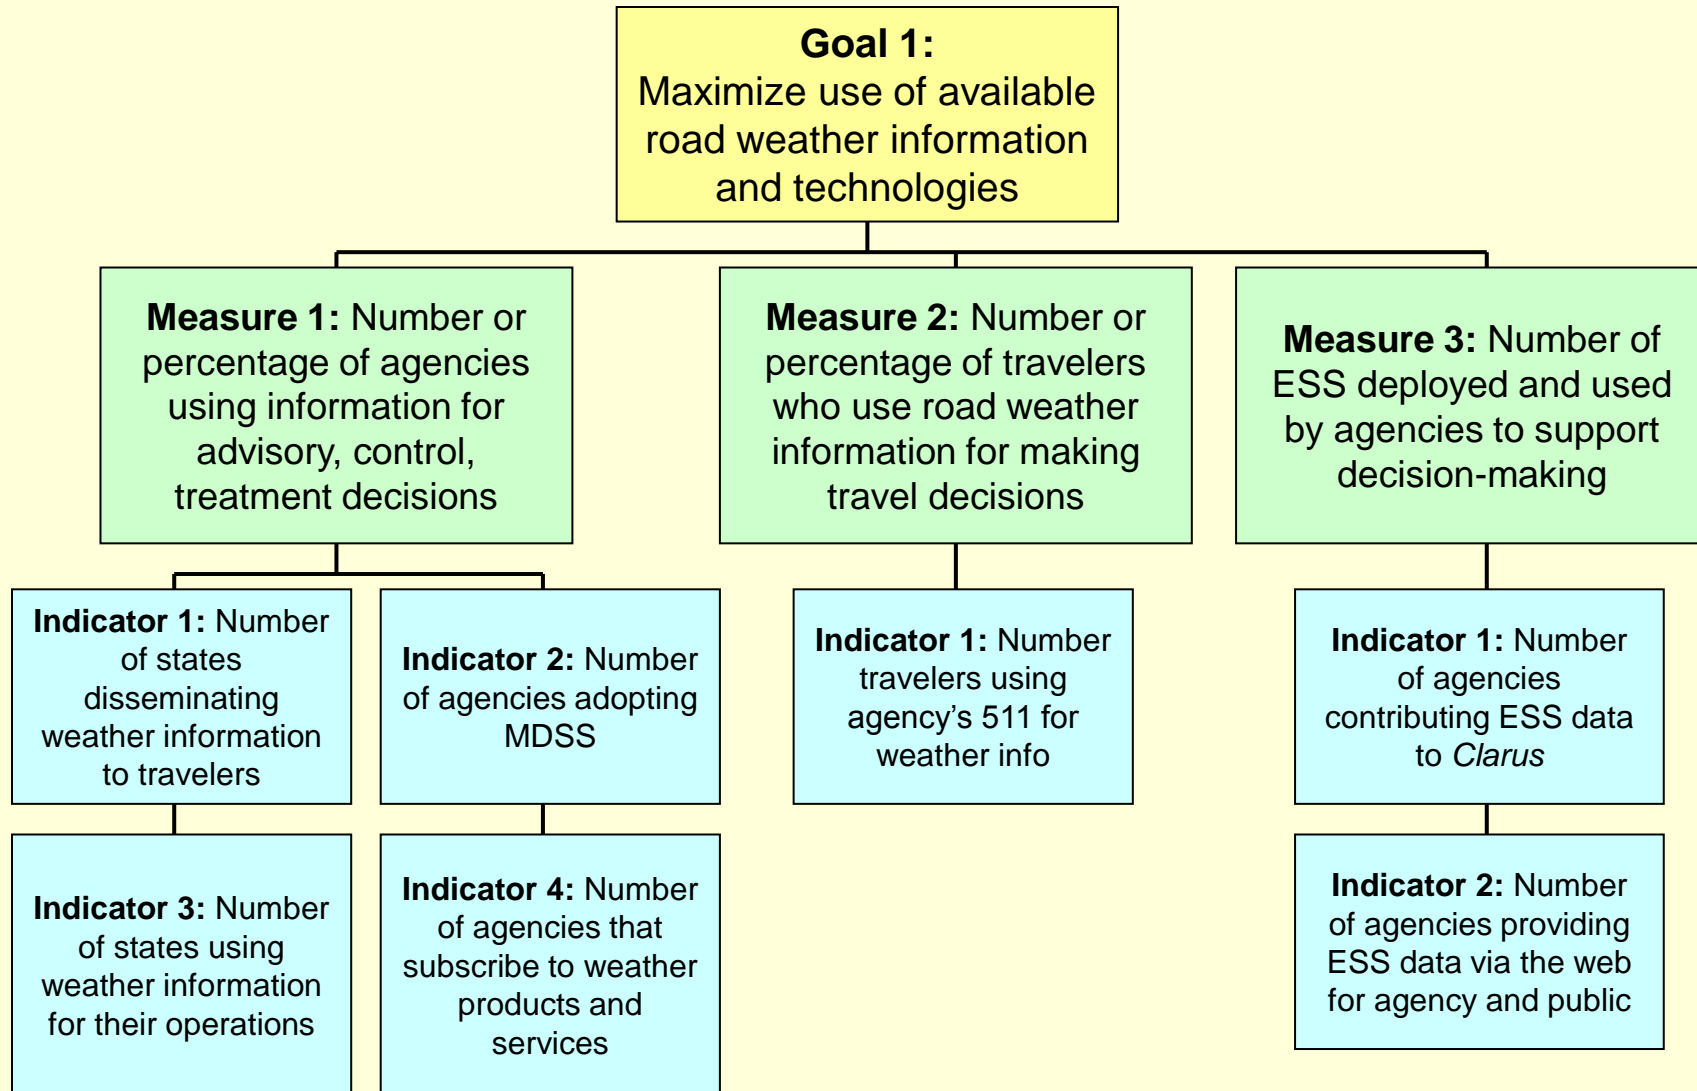 Goal 1:
Maximize use of available
road weather information
and technologies
Measure 1: Number or
percentage of agencies
using information for
advisory, control,
treatment decisions
Measure 2: Number or
percentage of travelers
who use road weather
information for making
travel decisions
Measure 3: Number of
ESS deployed and used
by agencies to support
decision-making
Indicator 1: Number
of states
disseminating
weather information
to travelers
Indicator 2: Number
of agencies adopting
MDSS
Indicator 1: Number
travelers using
agency’s 511 for
weather info
Indicator 1: Number
of agencies
contributing ESS data
to Clarus
Indicator 3: Number
of states using
weather information
for their operations
Indicator 4: Number
of agencies that
subscribe to weather
products and
services
Indicator 2: Number
of agencies providing
ESS data via the web
for agency and public